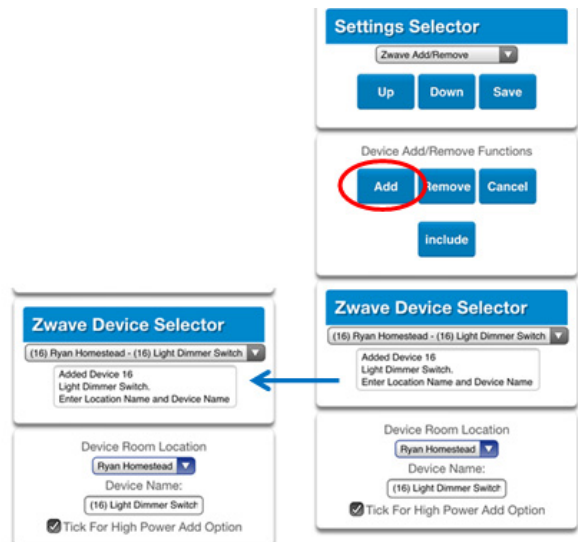 Settings Selector
Zwave Add/Remove
Up Down Save
Device Add/Remove Functions
Add Remove Cancel
include
Zwave Device Selector
(16) Ryan Homestead - (16) Light Dimmer Switch
Added Device 16
Light Dimmer Switch.
Enter Location Name and Device Name
Device Room Location
Ryan Homestead
Device Name:
(16) Light Dimmer Switch
Tick For High Power Add Option
Zwave Device Selector
(16) Ryan Homestead - (16) Light Dimmer Switch
Added Device 16
Light Dimmer Switch.
Enter Location Name and Device Name
Device Room Location
Ryan Homestead
Device Name:
(16) Light Dimmer Switch
Tick For High Power Add Option